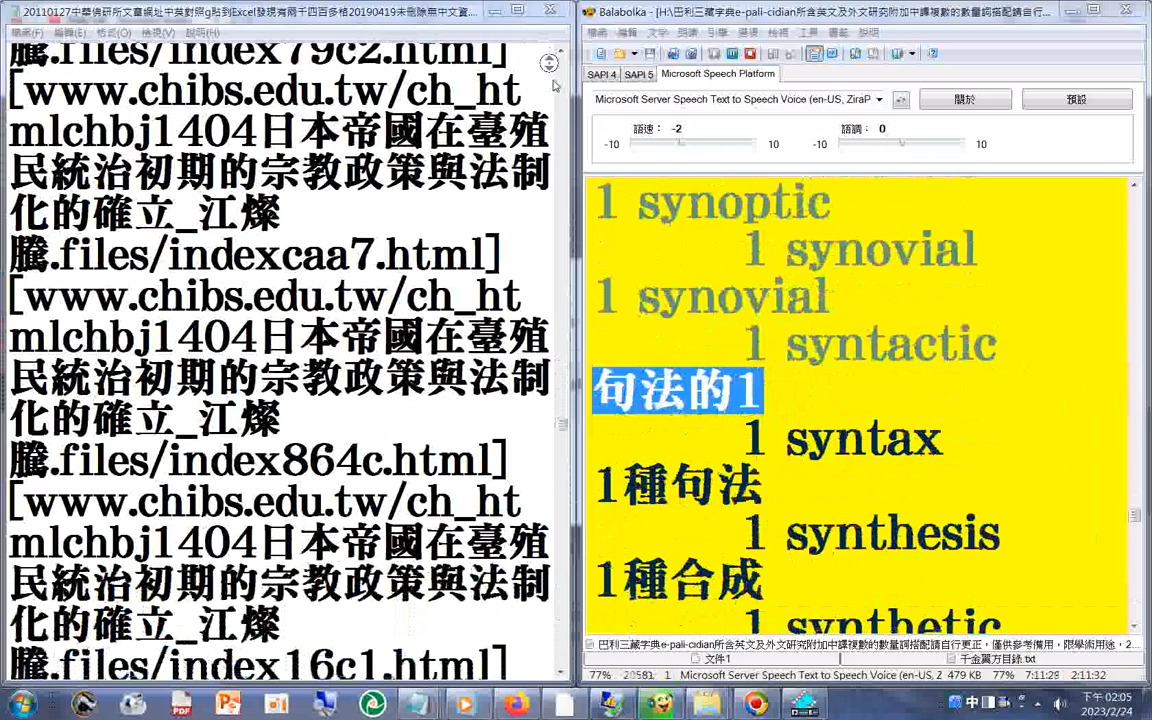 20110127中華佛研所文章網址中英對照g點到Excel發現有兩千四百多格20190419未刪除無中文資...
檔案(F) 編輯(E) 格式(O) 檢視(V) 說明(H)
騰.files/index79c2.html]
[www.chibs.edu.tw/ch_ht
mlchbj1404日本帝國在臺殖
民統治初期的宗教政策與法制
化的確立_江燦
騰.files/indexcaa7.html]
[www.chibs.edu.tw/ch_ht
mlchbj1404日本帝國在臺殖
民統治初期的宗教政策與法制
化的確立_江燦
騰.files/index864c.html]
[www.chibs.edu.tw/ch_ht
mlchbj1404日本帝國在臺殖
民統治初期的宗教政策與法制
化的確立_江燦
騰.files/index16c1.html]
Balabolka - [H:\巴利三藏字典e-pali-cidian所含英文及外文研究附加中譯複數的數量詞搭配請自行更正,...
檔案 編輯 文字 朗讀 引擎 選項 檢視 工具 書籤 說明
SAPI 4 SAPI 5 Microsoft Speech Platform
Microsoft Server Speech Text to Speech Voice (en-US, ZiraP
關於
預設
語速: -2
語調: 0
-10 10 -10 10
1 synoptic
1 synovial
1 synovial
1 syntactic
句法的1
1 syntax
1種句法
1 synthesis
1種合成
1 synthetic
巴利三藏字典e-pali-cidian所含英文及外文研究附加中譯複數的數量詞搭配請自行更正，僅供參考備用，限學術用途，2...
文件1
千金翼方目錄.txt
77% 20581: 1 Microsoft Server Speech Text to Speech Voice (en-US, Z 479 KB 77% 7:11:28 2:11:32
下午 02:05
2023/2/24